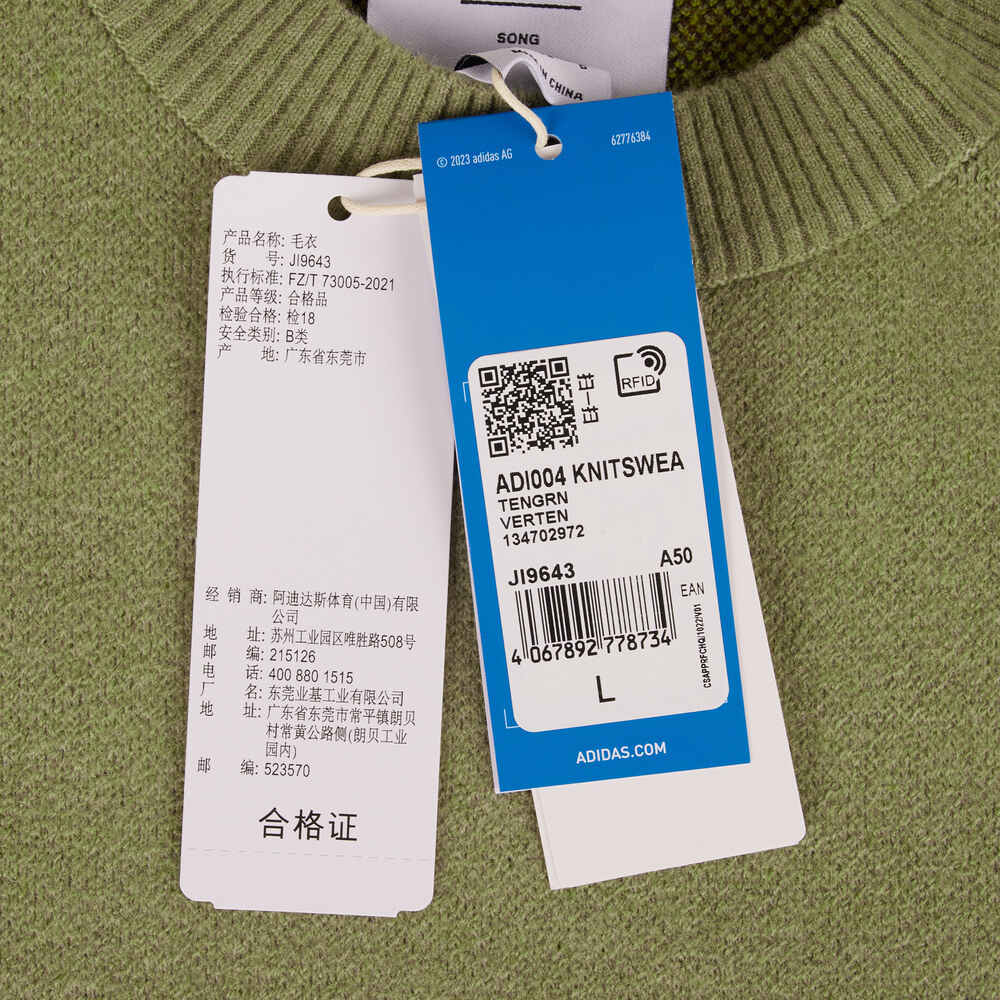 SONG
IN CHINA
© 2023 adidas AG
62776384
产品名称: 毛衣
货 号: JI9643
执行标准: FZ/T 73005-2021
产品等级: 合格品
检验合格: 检18
安全类别: B类
产 地: 广东省东莞市
RFID
ADI004 KNITSWEA
TENGRN
VERTEN
134702972
JI9643 A50
EAN
4 067892 778734
CSAPPRFCHQ/1022/V01
L
ADIDAS.COM
经 销 商: 阿迪达斯体育(中国)有限
公司
地 址: 苏州工业园区唯胜路508号
邮 编: 215126
电 话: 400 880 1515
厂 名: 东莞业基工业有限公司
地 址: 广东省东莞市常平镇朗贝
村常黄公路侧(朗贝工业
园内)
邮 编: 523570
合格证